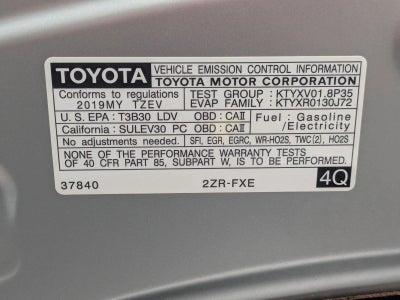 TOYOTA VEHICLE EMISSION CONTROL INFORMATION
TOYOTA MOTOR CORPORATION
Conforms to regulations
2019MY TZEV
TEST GROUP : KTYXV01.8P35
EVAP FAMILY : KTYXR0130J72
U. S. EPA : T3B30 LDV OBD : CAII
California : SULEV30 PC OBD : CAII
Fuel : Gasoline
/Electricity
No adjustments needed. SFI, EGR, EGRC, WR-HO2S, TWC (2), HO2S
NONE OF THE NON-COMPLIANCE WARRANTY TESTS
OF 40 CFR PART 85, SUBPART W, IS TO BE PERFORMED.
37840 2ZR-FXE 4Q